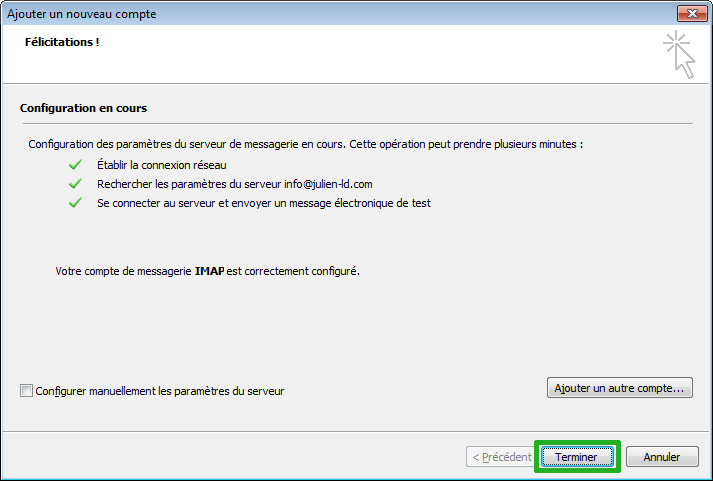 Ajouter un nouveau compte
Félicitations !
Configuration en cours
Configuration des paramètres du serveur de messagerie en cours. Cette opération peut prendre plusieurs minutes :
Établir la connexion réseau
Rechercher les paramètres du serveur info@julien-ld.com
Se connecter au serveur et envoyer un message électronique de test
Votre compte de messagerie IMAP est correctement configuré.
Configurer manuellement les paramètres du serveur
Ajouter un autre compte...
< Précédent
Terminer
Annuler